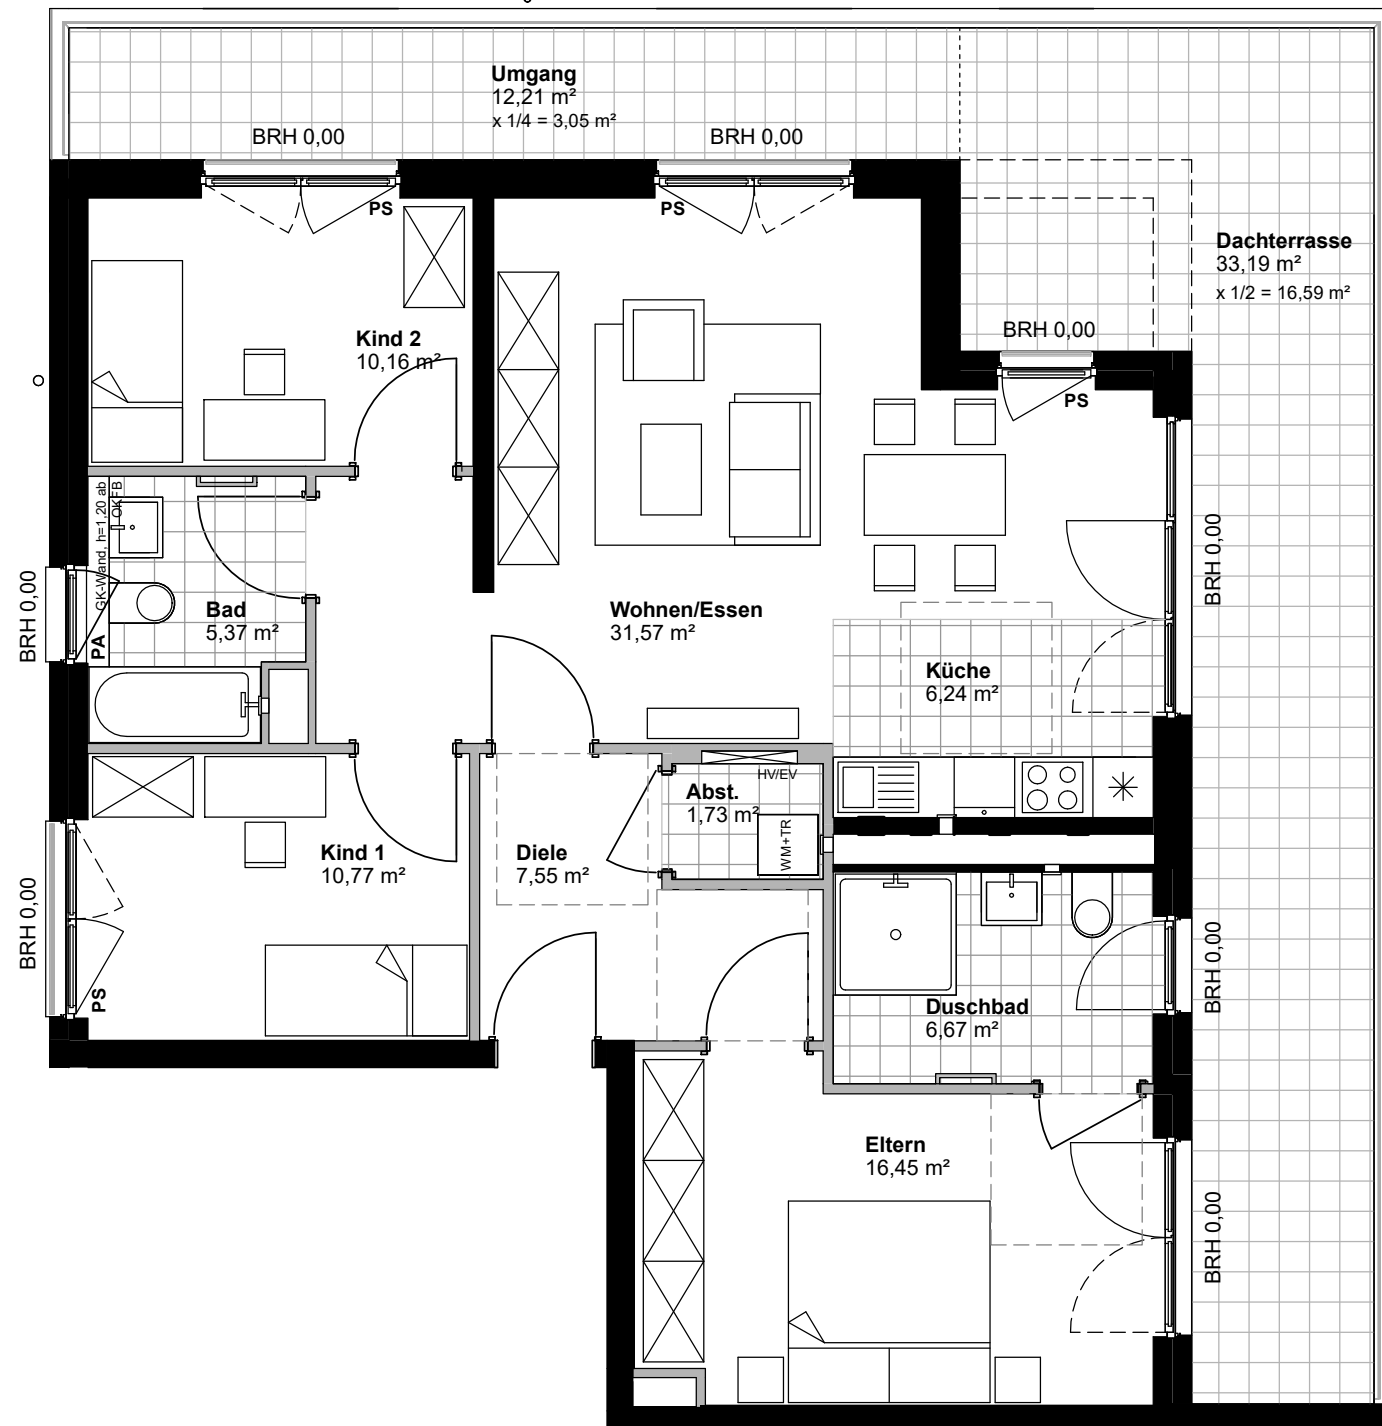 Umgang
12,21 m²
x 1/4 = 3,05 m²
BRH 0,00
BRH 0,00
PS
PS
Dachterrasse
33,19 m²
x 1/2 = 16,59 m²
BRH 0,00
PS
Kind 2
10,16 m²
GK-Wand, h=1,20 ab
OKFB
BRH 0,00
PA
Bad
5,37 m²
Wohnen/Essen
31,57 m²
BRH 0,00
Küche
6,24 m²
HV/EV
Abst.
1,73 m²
WM+TR
Kind 1
10,77 m²
Diele
7,55 m²
BRH 0,00
PS
BRH 0,00
Duschbad
6,67 m²
Eltern
16,45 m²
BRH 0,00